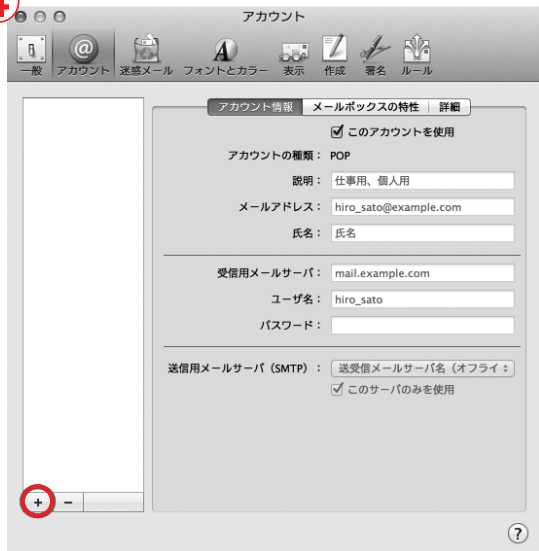 4
アカウント
一般 アカウント 迷惑メール フォントとカラー 表示 作成 署名 ルール
アカウント情報 メールボックスの特性 詳細
このアカウントを使用
アカウントの種類： POP
説明： 仕事用、個人用
メールアドレス： hiro_sato@example.com
氏名： 氏名
受信用メールサーバ： mail.example.com
ユーザ名： hiro_sato
パスワード：
送信用メールサーバ（SMTP）： 送受信メールサーバ名（オフライ
このサーバのみを使用
+ −
?